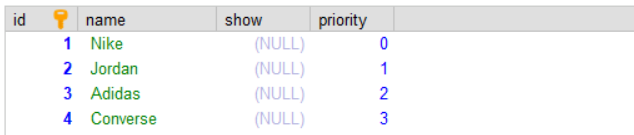 id name show priority
1 Nike (NULL) 0
2 Jordan (NULL) 1
3 Adidas (NULL) 2
4 Converse (NULL) 3